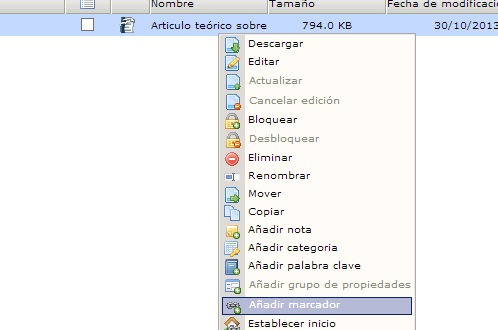 Nombre Tamaño Fecha de modificació
Articulo teórico sobre 794.0 KB 30/10/2013
Descargar
Editar
Actualizar
Cancelar edición
Bloquear
Desbloquear
Eliminar
Renombrar
Mover
Copiar
Añadir nota
Añadir categoria
Añadir palabra clave
Añadir grupo de propiedades
Añadir marcador
Establecer inicio